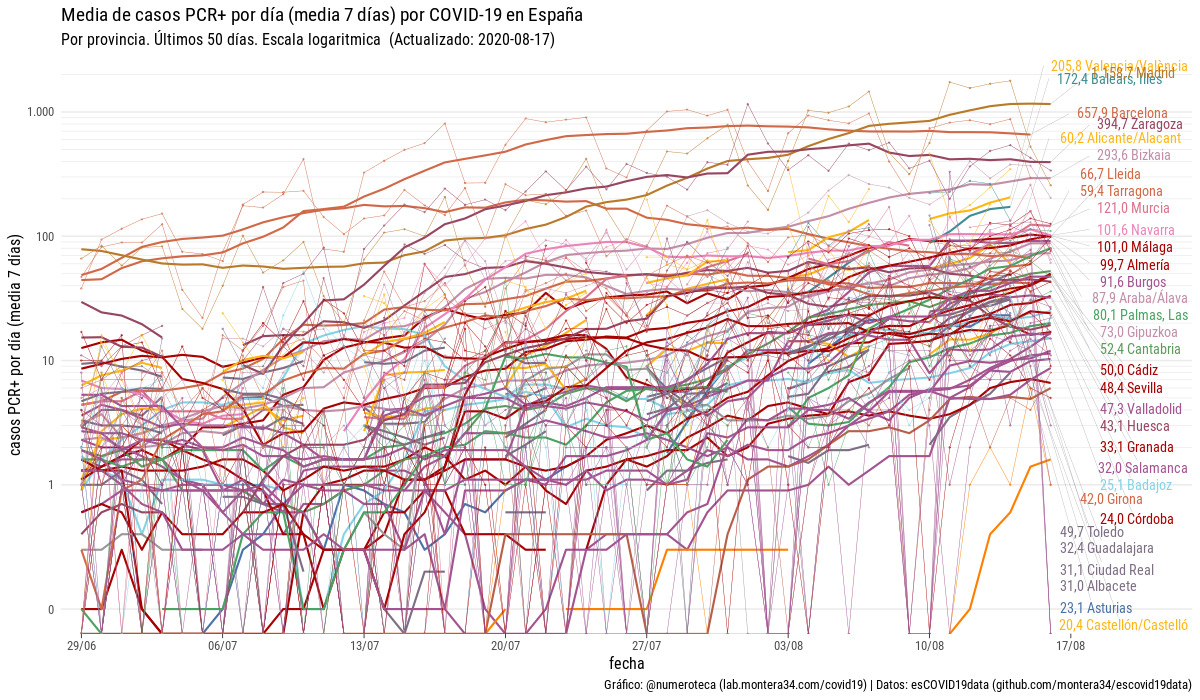 Media de casos PCR+ por día (media 7 días) por COVID-19 en España
Por provincia. Últimos 50 días. Escala logaritmica (Actualizado: 2020-08-17)
casos PCR+ por día (media 7 días)
1.000
100
10
1
0
205,8 Valencia/València
1.158,7 Madrid
172,4 Balears, Illes
657,9 Barcelona
394,7 Zaragoza
60,2 Alicante/Alacant
293,6 Bizkaia
66,7 Lleida
59,4 Tarragona
121,0 Murcia
101,6 Navarra
101,0 Málaga
99,7 Almería
91,6 Burgos
87,9 Araba/Álava
80,1 Palmas, Las
73,0 Gipuzkoa
52,4 Cantabria
50,0 Cádiz
48,4 Sevilla
47,3 Valladolid
43,1 Huesca
33,1 Granada
32,0 Salamanca
25,1 Badajoz
42,0 Girona
24,0 Córdoba
49,7 Toledo
32,4 Guadalajara
31,1 Ciudad Real
31,0 Albacete
23,1 Asturias
20,4 Castellón/Castelló
29/06
06/07
13/07
20/07
27/07
03/08
10/08
17/08
fecha
Gráfico: @numeroteca (lab.montera34.com/covid19) | Datos: esCOVID19data (github.com/montera34/escovid19data)